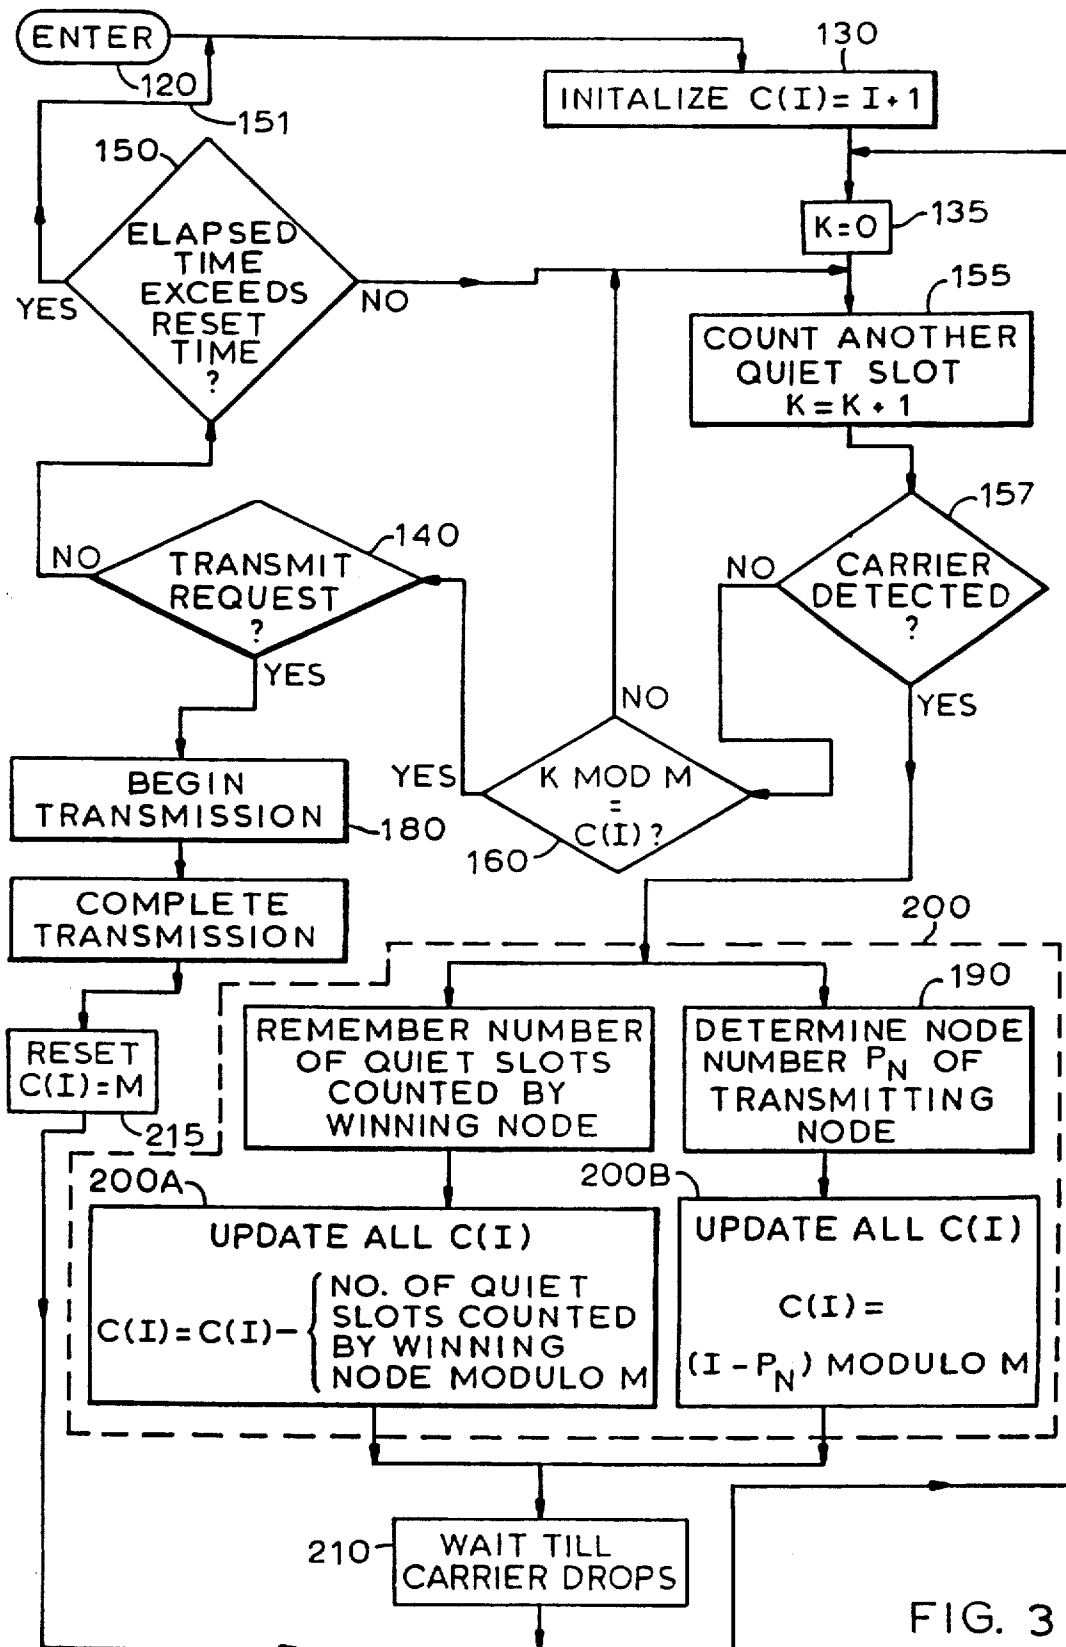 ENTER
120
151
130
INITALIZE C(I)=I+1
150
ELAPSED
TIME
EXCEEDS
RESET
TIME
?
YES
NO
K=0
135
155
COUNT ANOTHER
QUIET SLOT
K=K+1
157
CARRIER
DETECTED
?
NO
YES
140
TRANSMIT
REQUEST
?
NO
YES
NO
YES
K MOD M
=
C(I)?
160
BEGIN
TRANSMISSION
180
COMPLETE
TRANSMISSION
RESET
C(I)=M
215
200
190
REMEMBER NUMBER
OF QUIET SLOTS
COUNTED BY
WINNING NODE
DETERMINE NODE
NUMBER PN OF
TRANSMITTING
NODE
200A
UPDATE ALL C(I)
C(I)=C(I)-{NO. OF QUIET
SLOTS COUNTED
BY WINNING
NODE MODULO M
200B
UPDATE ALL C(I)
C(I)=
(I-PN) MODULO M
210
WAIT TILL
CARRIER DROPS
FIG. 3